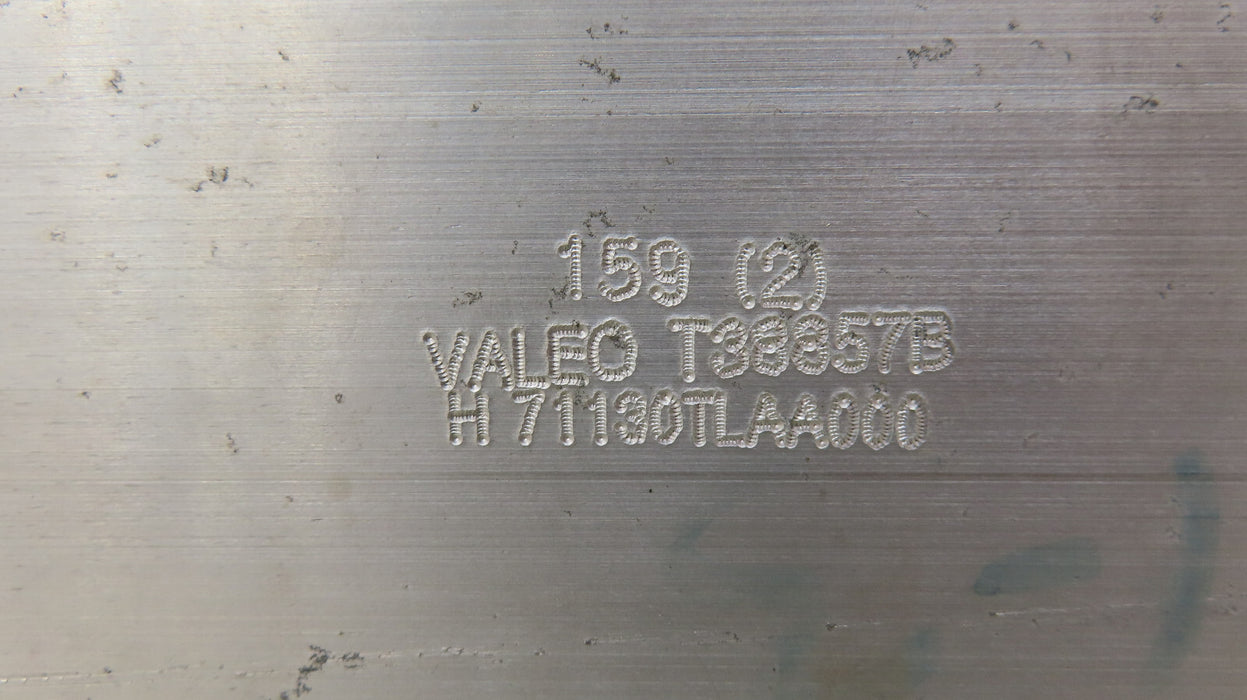 159 (2)
VALEO T38857B
H 71130TLAA000